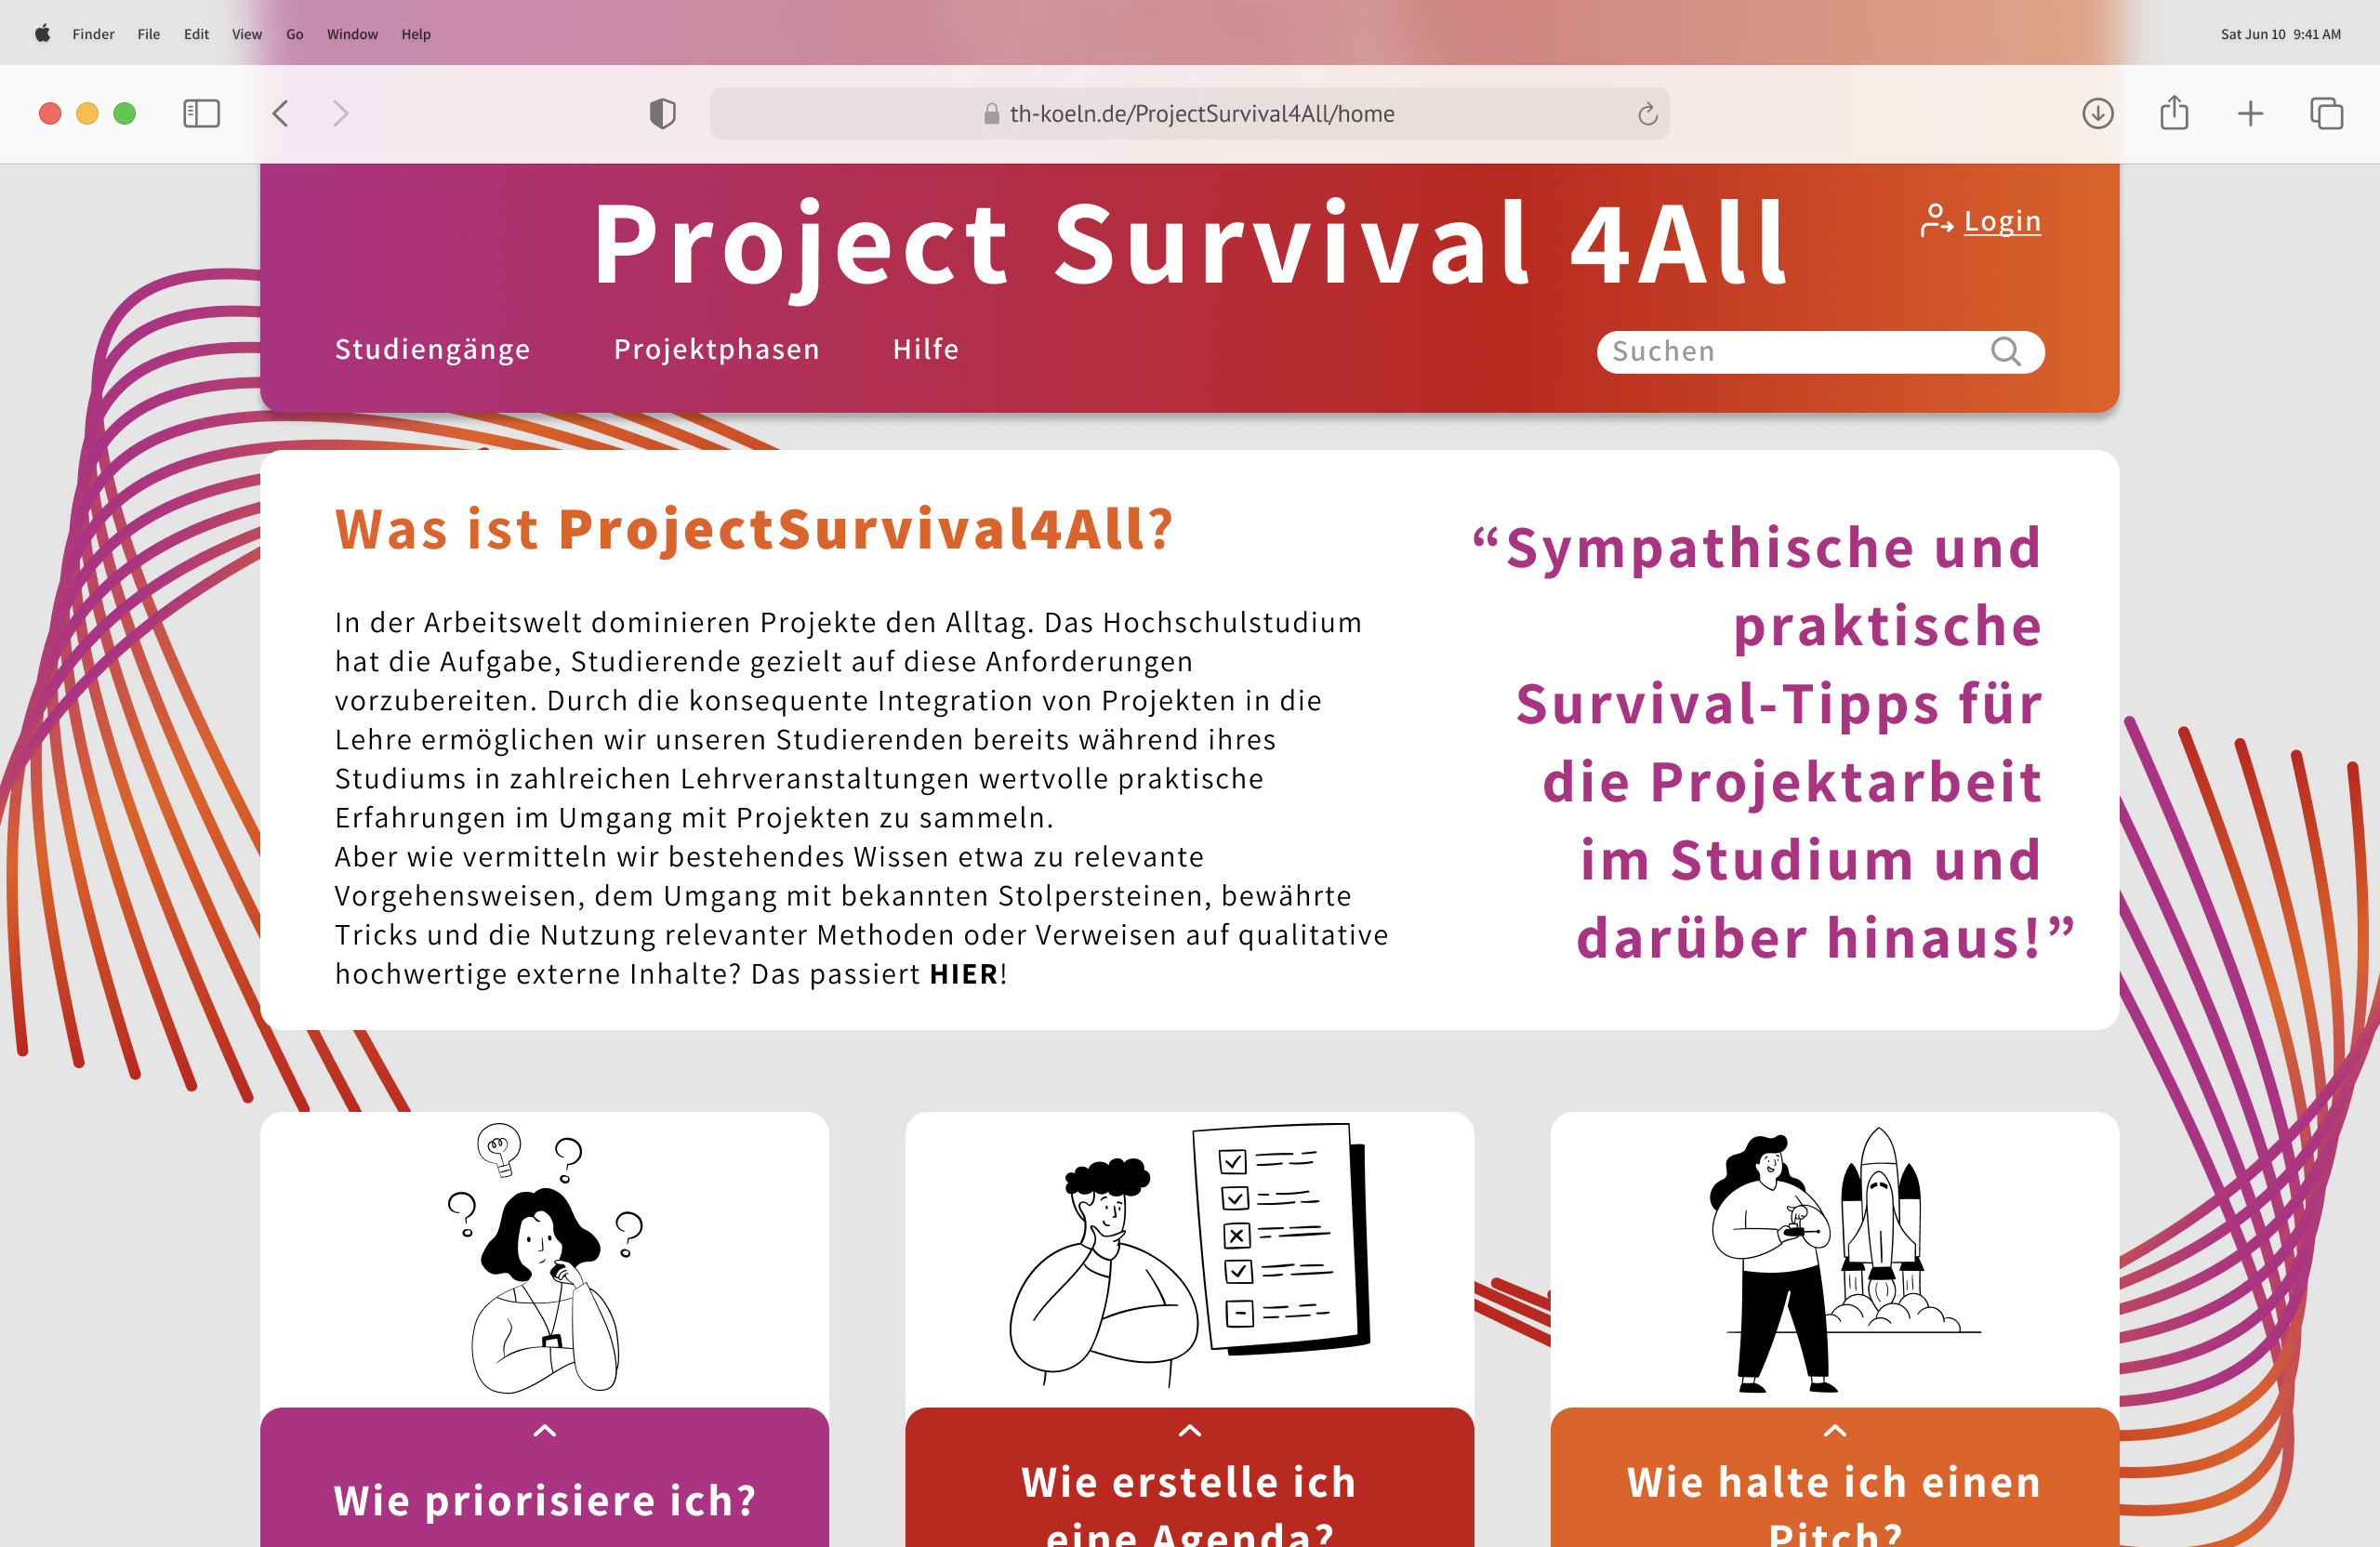 Finder File Edit View Go Window Help
Sat Jun 10 9:41 AM
th-koeln.de/ProjectSurvival4All/home
Project Survival 4All
Login
Studiengänge Projektphasen Hilfe
Suchen
Was ist ProjectSurvival4All?
In der Arbeitswelt dominieren Projekte den Alltag. Das Hochschulstudium
hat die Aufgabe, Studierende gezielt auf diese Anforderungen
vorzubereiten. Durch die konsequente Integration von Projekten in die
Lehre ermöglichen wir unseren Studierenden bereits während ihres
Studiums in zahlreichen Lehrveranstaltungen wertvolle praktische
Erfahrungen im Umgang mit Projekten zu sammeln.
Aber wie vermitteln wir bestehendes Wissen etwa zu relevante
Vorgehensweisen, dem Umgang mit bekannten Stolpersteinen, bewährte
Tricks und die Nutzung relevanter Methoden oder Verweisen auf qualitative
hochwertige externe Inhalte? Das passiert HIER!
“Sympathische und
praktische
Survival-Tipps für
die Projektarbeit
im Studium und
darüber hinaus!”
Wie priorisiere ich?
Wie erstelle ich
eine Agenda?
Wie halte ich einen
Pitch?